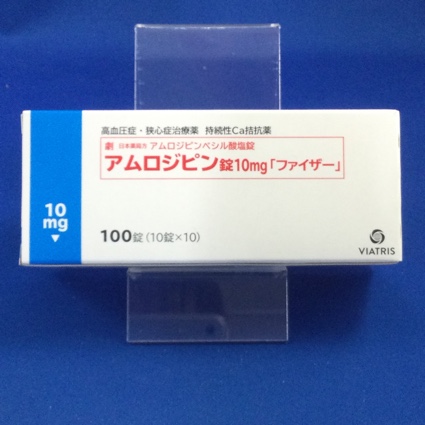 高血圧症・狭心症治療薬 持続性Ca拮抗薬
劇 日本薬局方 アムロジピンベシル酸塩錠
アムロジピン錠10mg「ファイザー」
10
mg
100錠(10錠×10)
VIATRIS